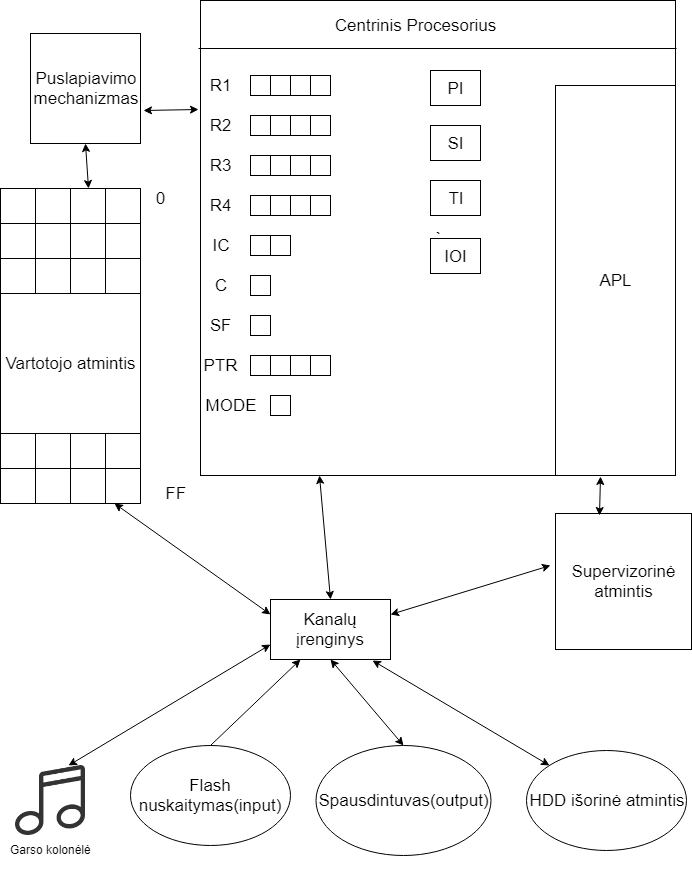 Centrinis Procesorius
Puslapiavimo
mechanizmas
R1
R2
R3
R4
IC
C
SF
PTR
MODE
PI
SI
TI
`
IOI
APL
0
Vartotojo atmintis
FF
Supervizorinė
atmintis
Kanalų
įrenginys
Garso kolonėlė
Flash
nuskaitymas(input)
Spausdintuvas(output)
HDD išorinė atmintis